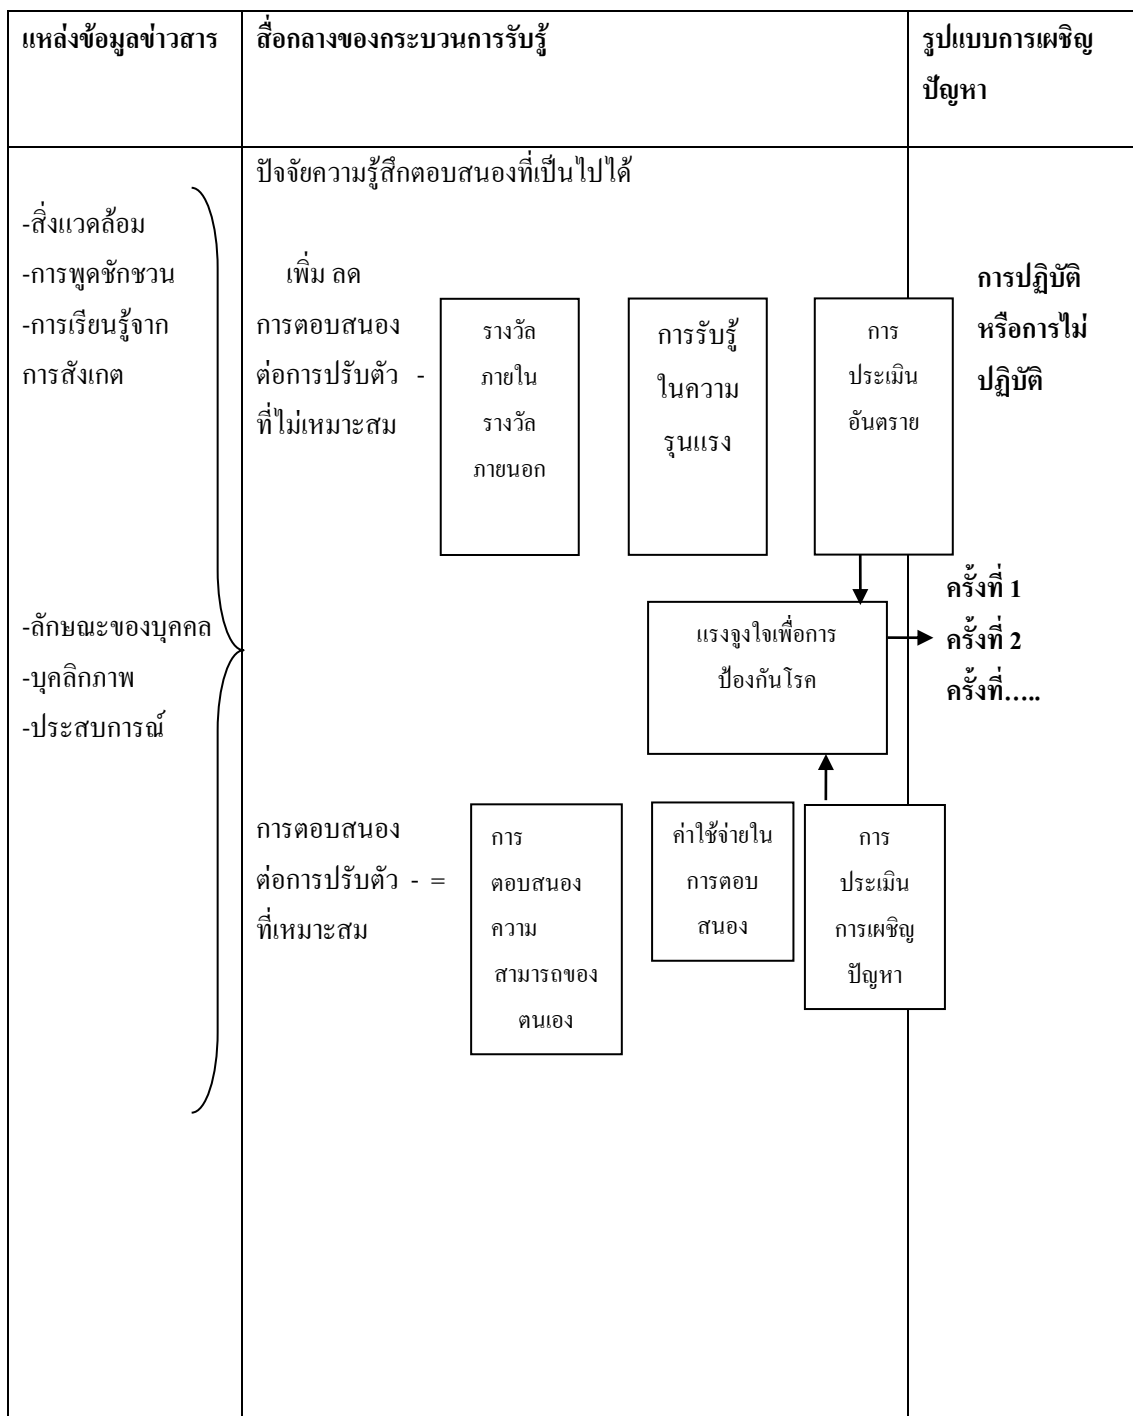 แหล่งข้อมูลข่าวสาร
สื่อกลางของกระบวนการรับรู้
รูปแบบการเผชิญ
ปัญหา
-สิ่งแวดล้อม
-การพูดชักชวน
-การเรียนรู้จาก
การสังเกต
-ลักษณะของบุคคล
-บุคลิกภาพ
-ประสบการณ์
ปัจจัยความรู้สึกตอบสนองที่เป็นไปได้
เพิ่ม ลด
การตอบสนอง
ต่อการปรับตัว -
ที่ไม่เหมาะสม
รางวัล
ภายใน
รางวัล
ภายนอก
การรับรู้
ในความ
รุนแรง
การ
ประเมิน
อันตราย
แรงจูงใจเพื่อการ
ป้องกันโรค
การตอบสนอง
ต่อการปรับตัว - =
ที่เหมาะสม
การ
ตอบสนอง
ความ
สามารถของ
ตนเอง
ค่าใช้จ่ายใน
การตอบ
สนอง
การ
ประเมิน
การเผชิญ
ปัญหา
การปฏิบัติ
หรือการไม่
ปฏิบัติ
ครั้งที่ 1
ครั้งที่ 2
ครั้งที่.....